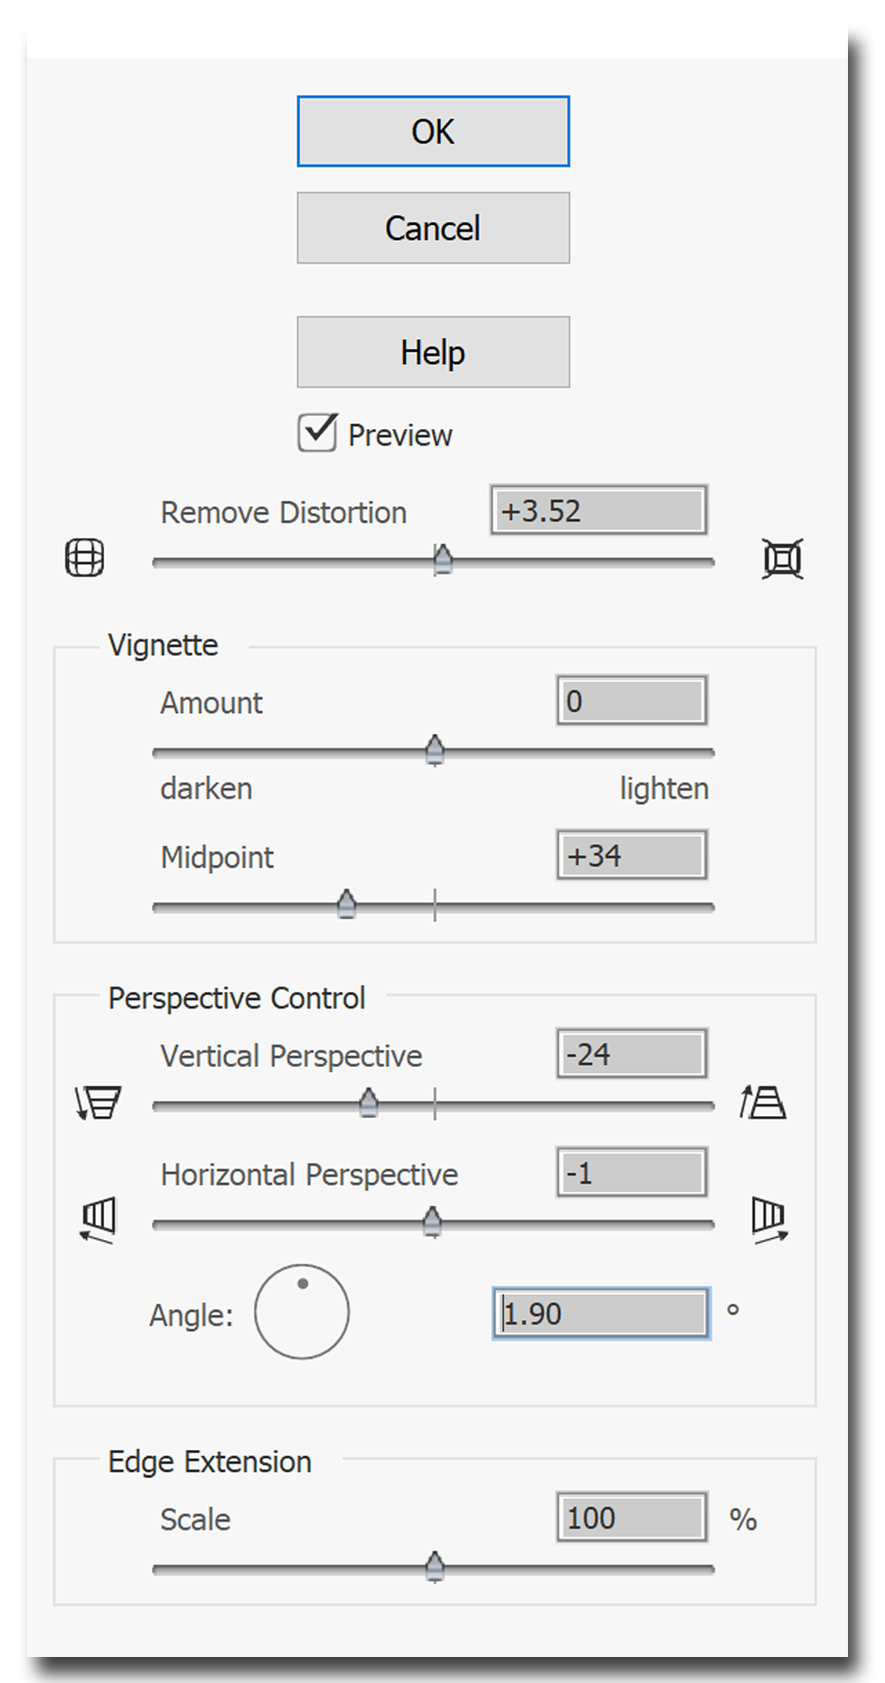 OK
Cancel
Help
Preview
Remove Distortion +3.52
Vignette
Amount 0
darken lighten
Midpoint +34
Perspective Control
Vertical Perspective -24
Horizontal Perspective -1
Angle: 1.90 °
Edge Extension
Scale 100 %